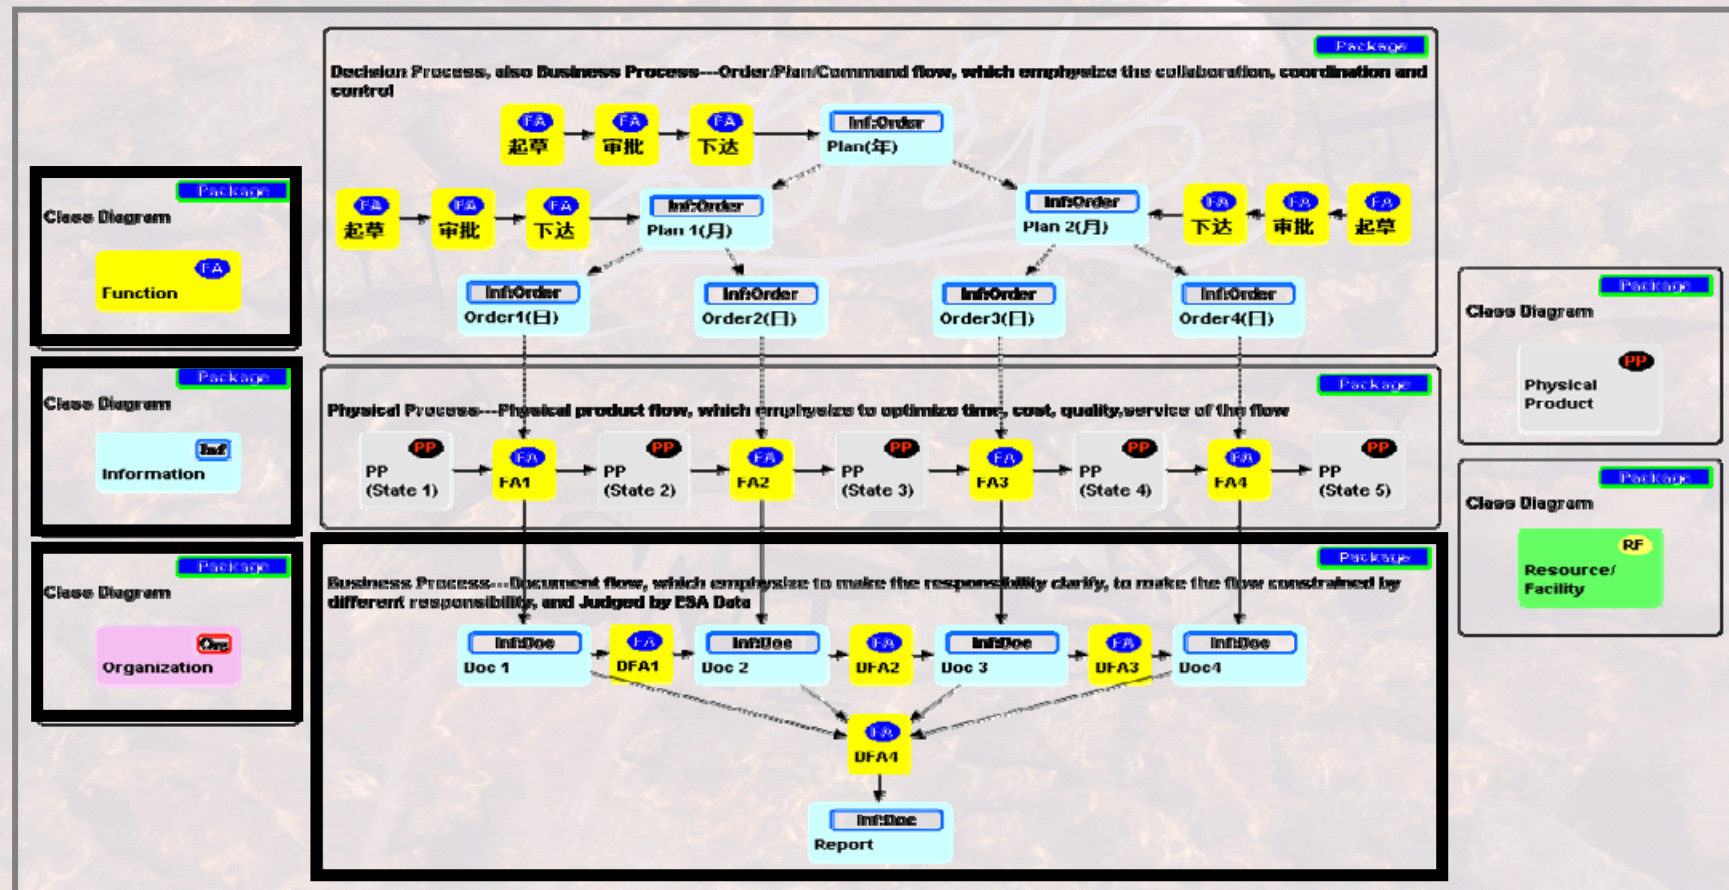 Package
Decision Process, also Business Process---Order/Plan/Command flow, which emphysize the collaboration, coordination and
control
FA FA FA Inf:Order
起草 审批 下达 Plan(年)
FA FA FA Inf:Order Inf:Order FA FA FA
起草 审批 下达 Plan 1(月) Plan 2(月) 下达 审批 起草
Inf:Order Inf:Order Inf:Order Inf:Order
Order1(日) Order2(日) Order3(日) Order4(日)
Package
Class Diagram
FA
Function
Package
Class Diagram
Inf
Information
Package
Class Diagram
Org
Organization
Package
Physical Process---Physical product flow, which emphysize to optimize time, cost, quality,service of the flow
PP FA PP FA PP FA PP FA PP
PP FA1 PP FA2 PP FA3 PP FA4 PP
(State 1) (State 2) (State 3) (State 4) (State 5)
Package
Business Process---Document flow, which emphysize to make the responsibility clarify, to make the flow constrained by
different responsibility, and Judged by ESA Data
Inf:Doc FA Inf:Doc FA Inf:Doc FA Inf:Doc
Doc 1 DFA1 Doc 2 DFA2 Doc 3 DFA3 Doc4
FA
DFA4
Inf:Doc
Report
Package
Class Diagram
PP
Physical
Product
Package
Class Diagram
RF
Resource/
Facility